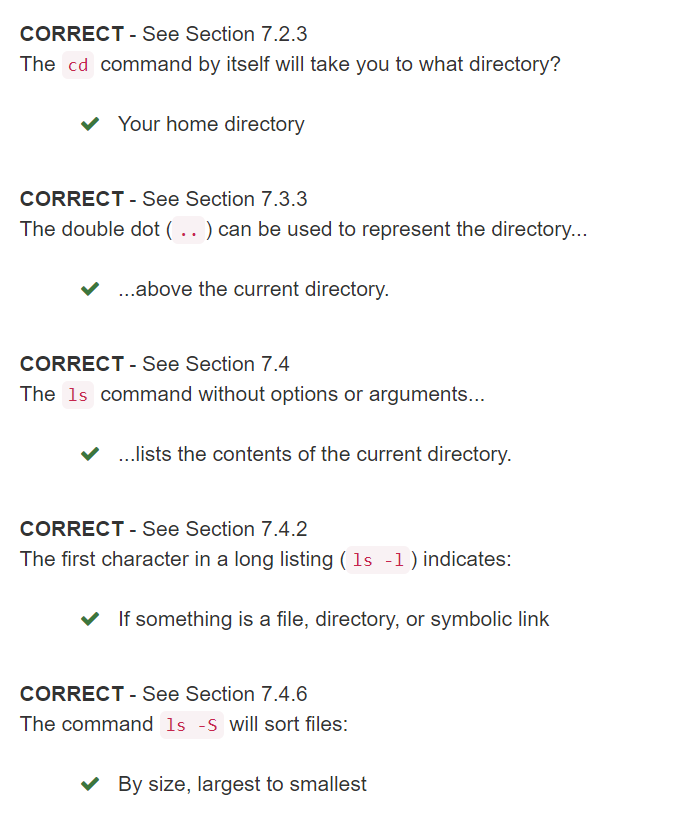 CORRECT - See Section 7.2.3
The cd command by itself will take you to what directory?
Your home directory
CORRECT - See Section 7.3.3
The double dot ( .. ) can be used to represent the directory...
...above the current directory.
CORRECT - See Section 7.4
The ls command without options or arguments...
...lists the contents of the current directory.
CORRECT - See Section 7.4.2
The first character in a long listing ( ls -l ) indicates:
If something is a file, directory, or symbolic link
CORRECT - See Section 7.4.6
The command ls -S will sort files:
By size, largest to smallest